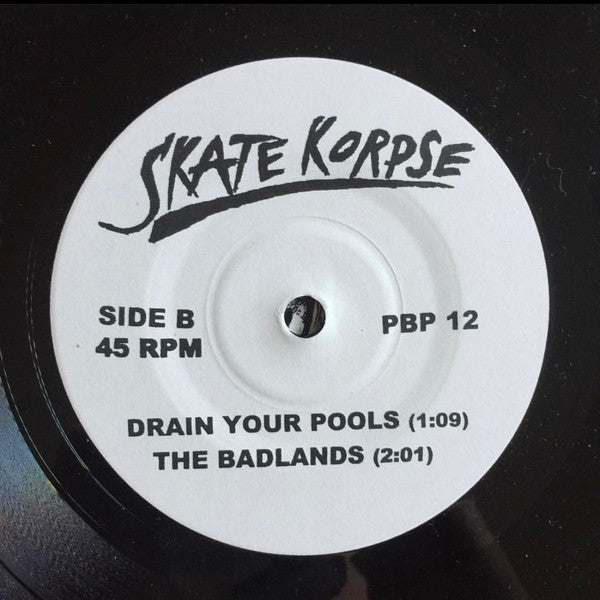 SKATE KORPSE
SIDE B
45 RPM
PBP 12
DRAIN YOUR POOLS (1:09)
THE BADLANDS (2:01)